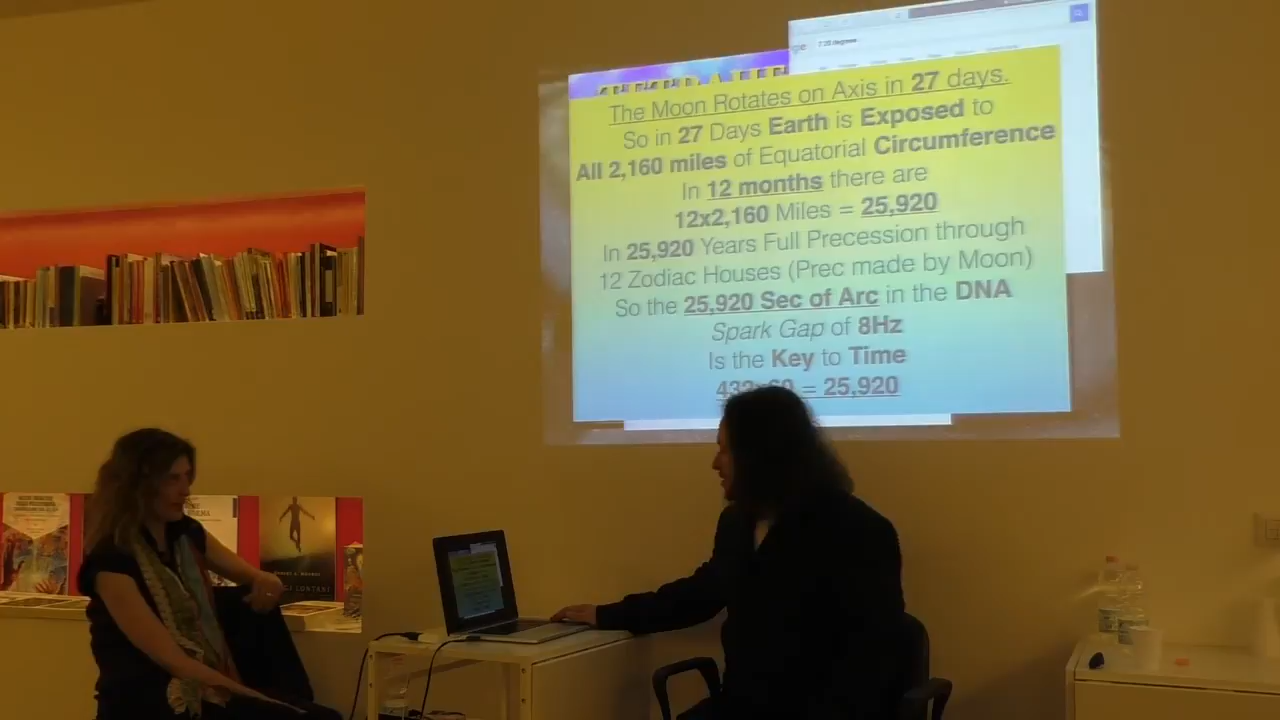 The Moon Rotates on Axis in 27 days.
So in 27 Days Earth is Exposed to
All 2,160 miles of Equatorial Circumference
In 12 months there are
12x2,160 Miles = 25,920
In 25,920 Years Full Precession through
12 Zodiac Houses (Prec made by Moon)
So the 25,920 Sec of Arc in the DNA
Spark Gap of 8Hz
Is the Key to Time
= 25,920